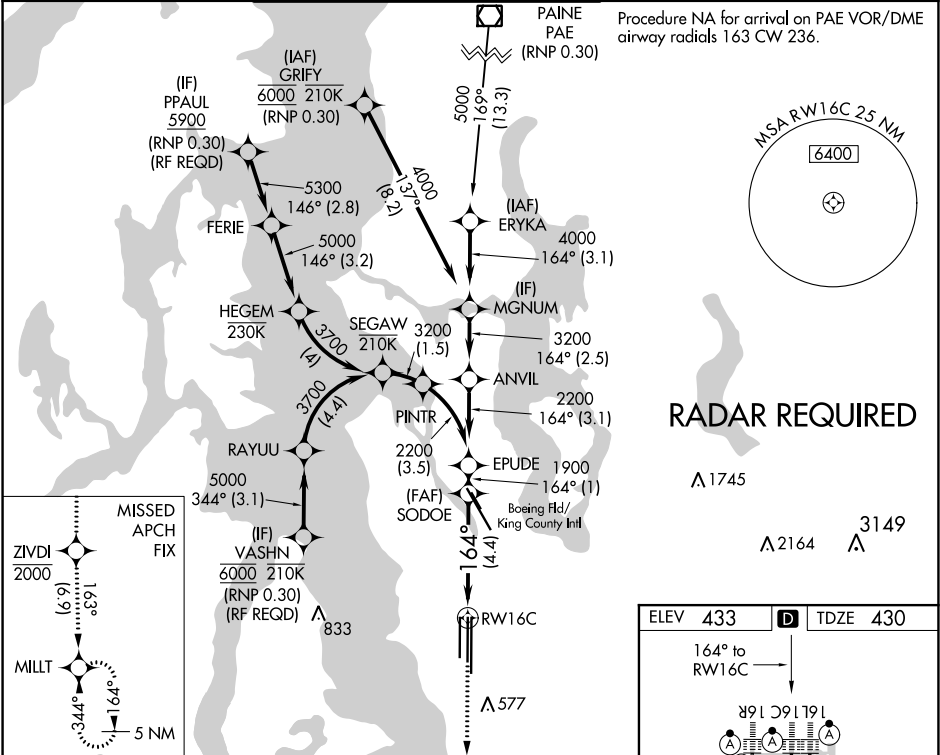 PAINE
PAE
(RNP 0.30)
Procedure NA for arrival on PAE VOR/DME
airway radials 163 CW 236.
(IAF)
GRIFY
6000 210K
(RNP 0.30)
(IF)
PPAUL
5900
(RNP 0.30)
(RF REQD)
5000
169°
(13.3)
MSA RW16C 25 NM
6400
4000
137°
(8.2)
5300
146° (2.8)
FERIE
5000
146° (3.2)
(IAF)
ERYKA
4000
164° (3.1)
HEGEM
230K
3700
(4)
SEGAW
210K
3200
(1.5)
(IF)
MGNUM
3200
164° (2.5)
ANVIL
3700
(4.4)
PINTR
2200
164° (3.1)
RADAR REQUIRED
RAYUU
2200
(3.5)
EPUDE
1900
164° (1)
5000
344° (3.1)
(FAF)
SODOE
Boeing Fld/
King County Intl
1745
MISSED
APCH
FIX
(IF)
VASHN
6000 210K
(RNP 0.30)
(RF REQD)
833
164°
(4.4)
2164
3149
ZIVDI
2000
163°
(6.9)
RW16C
ELEV 433
D
TDZE 430
164° to
RW16C
MILLT
344°
164°
5 NM
577
16R
16C
16L
A
A
A